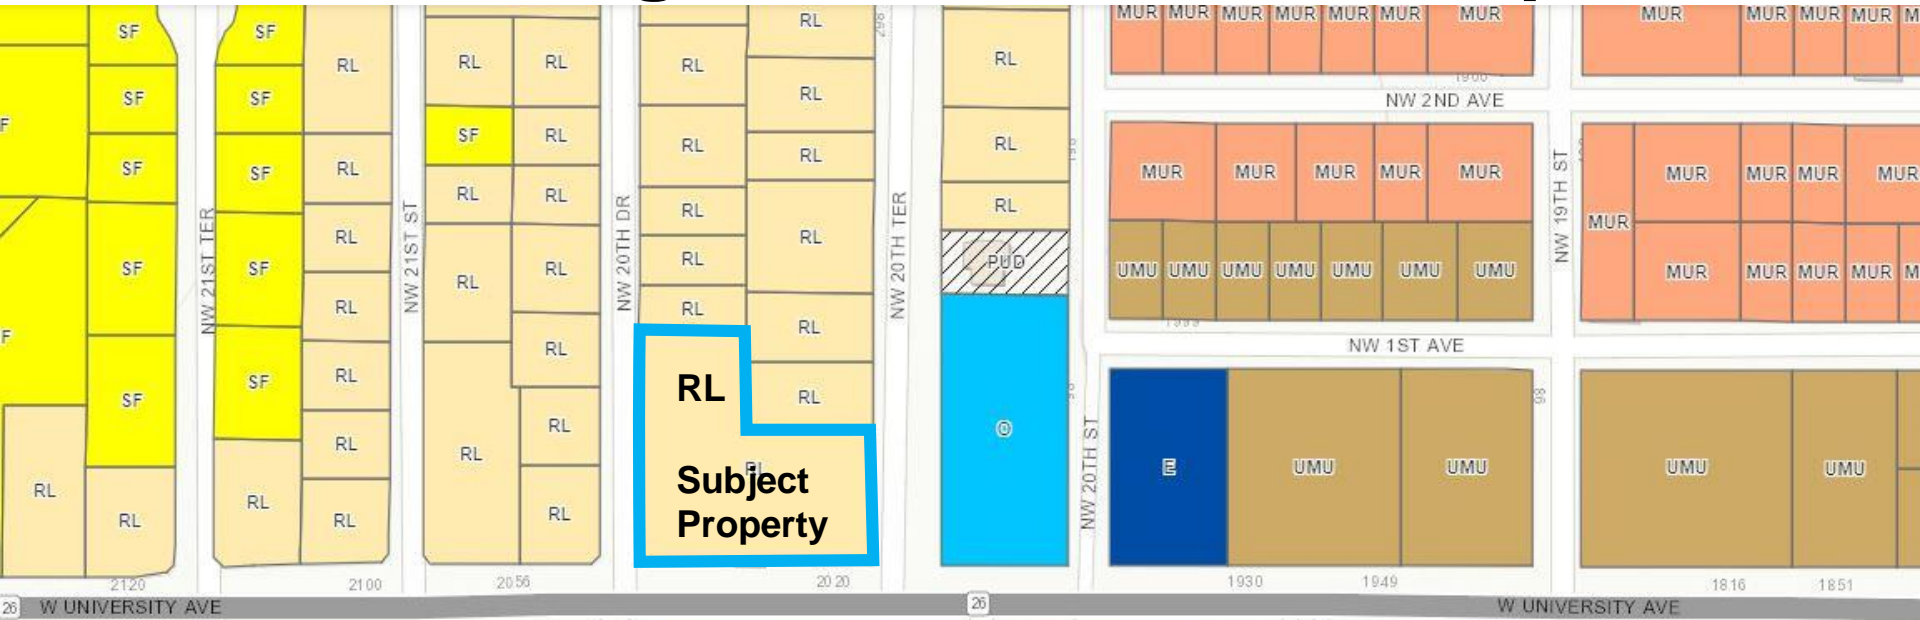 MUR MUR MUR MUR MUR MUR MUR MUR MUR MUR MUR
RL
SF SF RL RL RL RL RL RL
NW 2ND AVE
SF SF SF RL RL RL RL
SF SF RL RL RL RL RL
MUR MUR MUR MUR MUR MUR MUR MUR MUR
RL RL RL RL
MUR
SF SF RL RL RL RL RL
PUD
UMU UMU UMU UMU UMU UMU UMU MUR MUR MUR MUR
NW 21ST TER
NW 21ST ST
NW 20TH DR
NW 20TH TER
NW 19TH ST
RL RL RL RL
1999
NW 1ST AVE
SF SF RL RL RL
RL
O
RL RL RL
Subject
Property
E UMU UMU UMU UMU
NW 20TH ST
RL RL RL RL RL
98
2120 2100 2056 2020 1930 1949 1816 1851
26 W UNIVERSITY AVE 26 W UNIVERSITY AVE